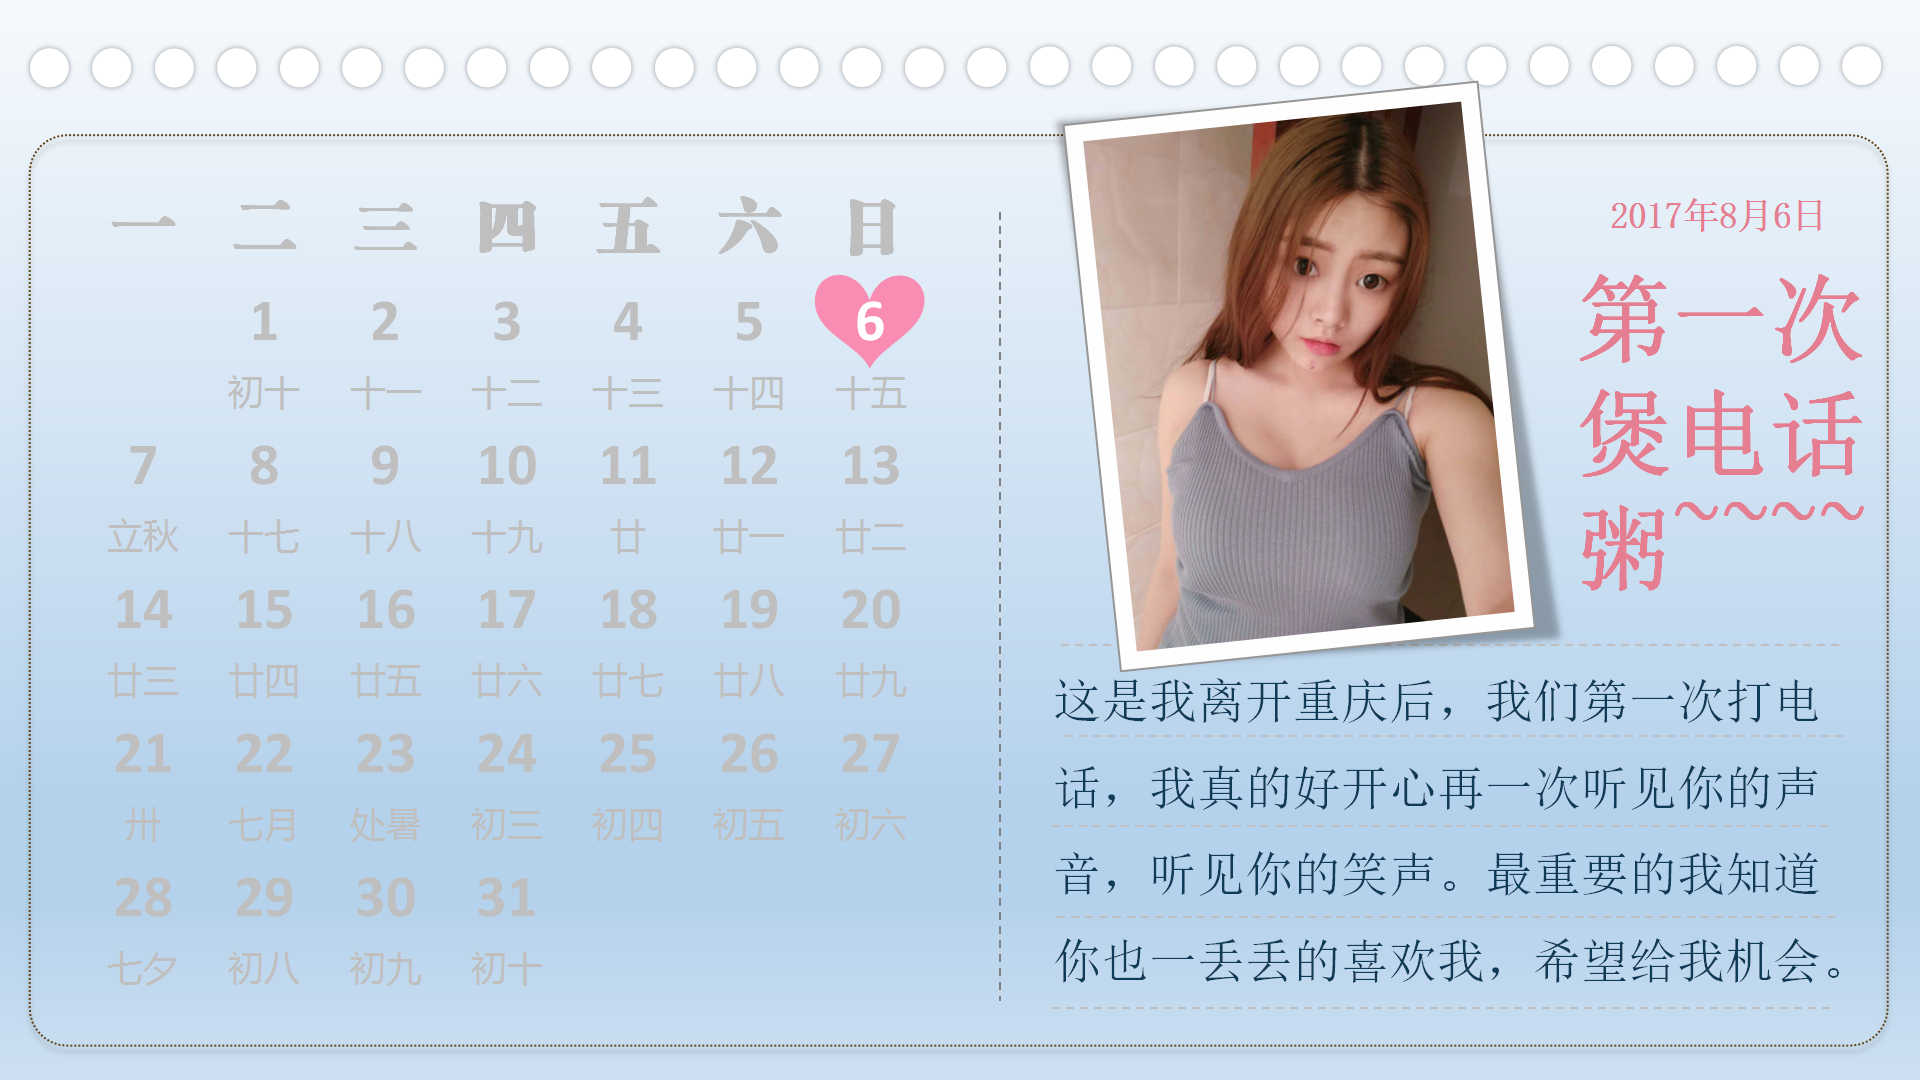 一 二 三 四 五 六 日
1 2 3 4 5 6
初十 十一 十二 十三 十四 十五
7 8 9 10 11 12 13
立秋 十七 十八 十九 廿 廿一 廿二
14 15 16 17 18 19 20
廿三 廿四 廿五 廿六 廿七 廿八 廿九
21 22 23 24 25 26 27
卅 七月 处暑 初三 初四 初五 初六
28 29 30 31
七夕 初八 初九 初十
2017年8月6日
第一次
煲电话
粥~~~~
这是我离开重庆后，我们第一次打电
话，我真的好开心再一次听见你的声
音，听见你的笑声。最重要的我知道
你也一丢丢的喜欢我，希望给我机会。